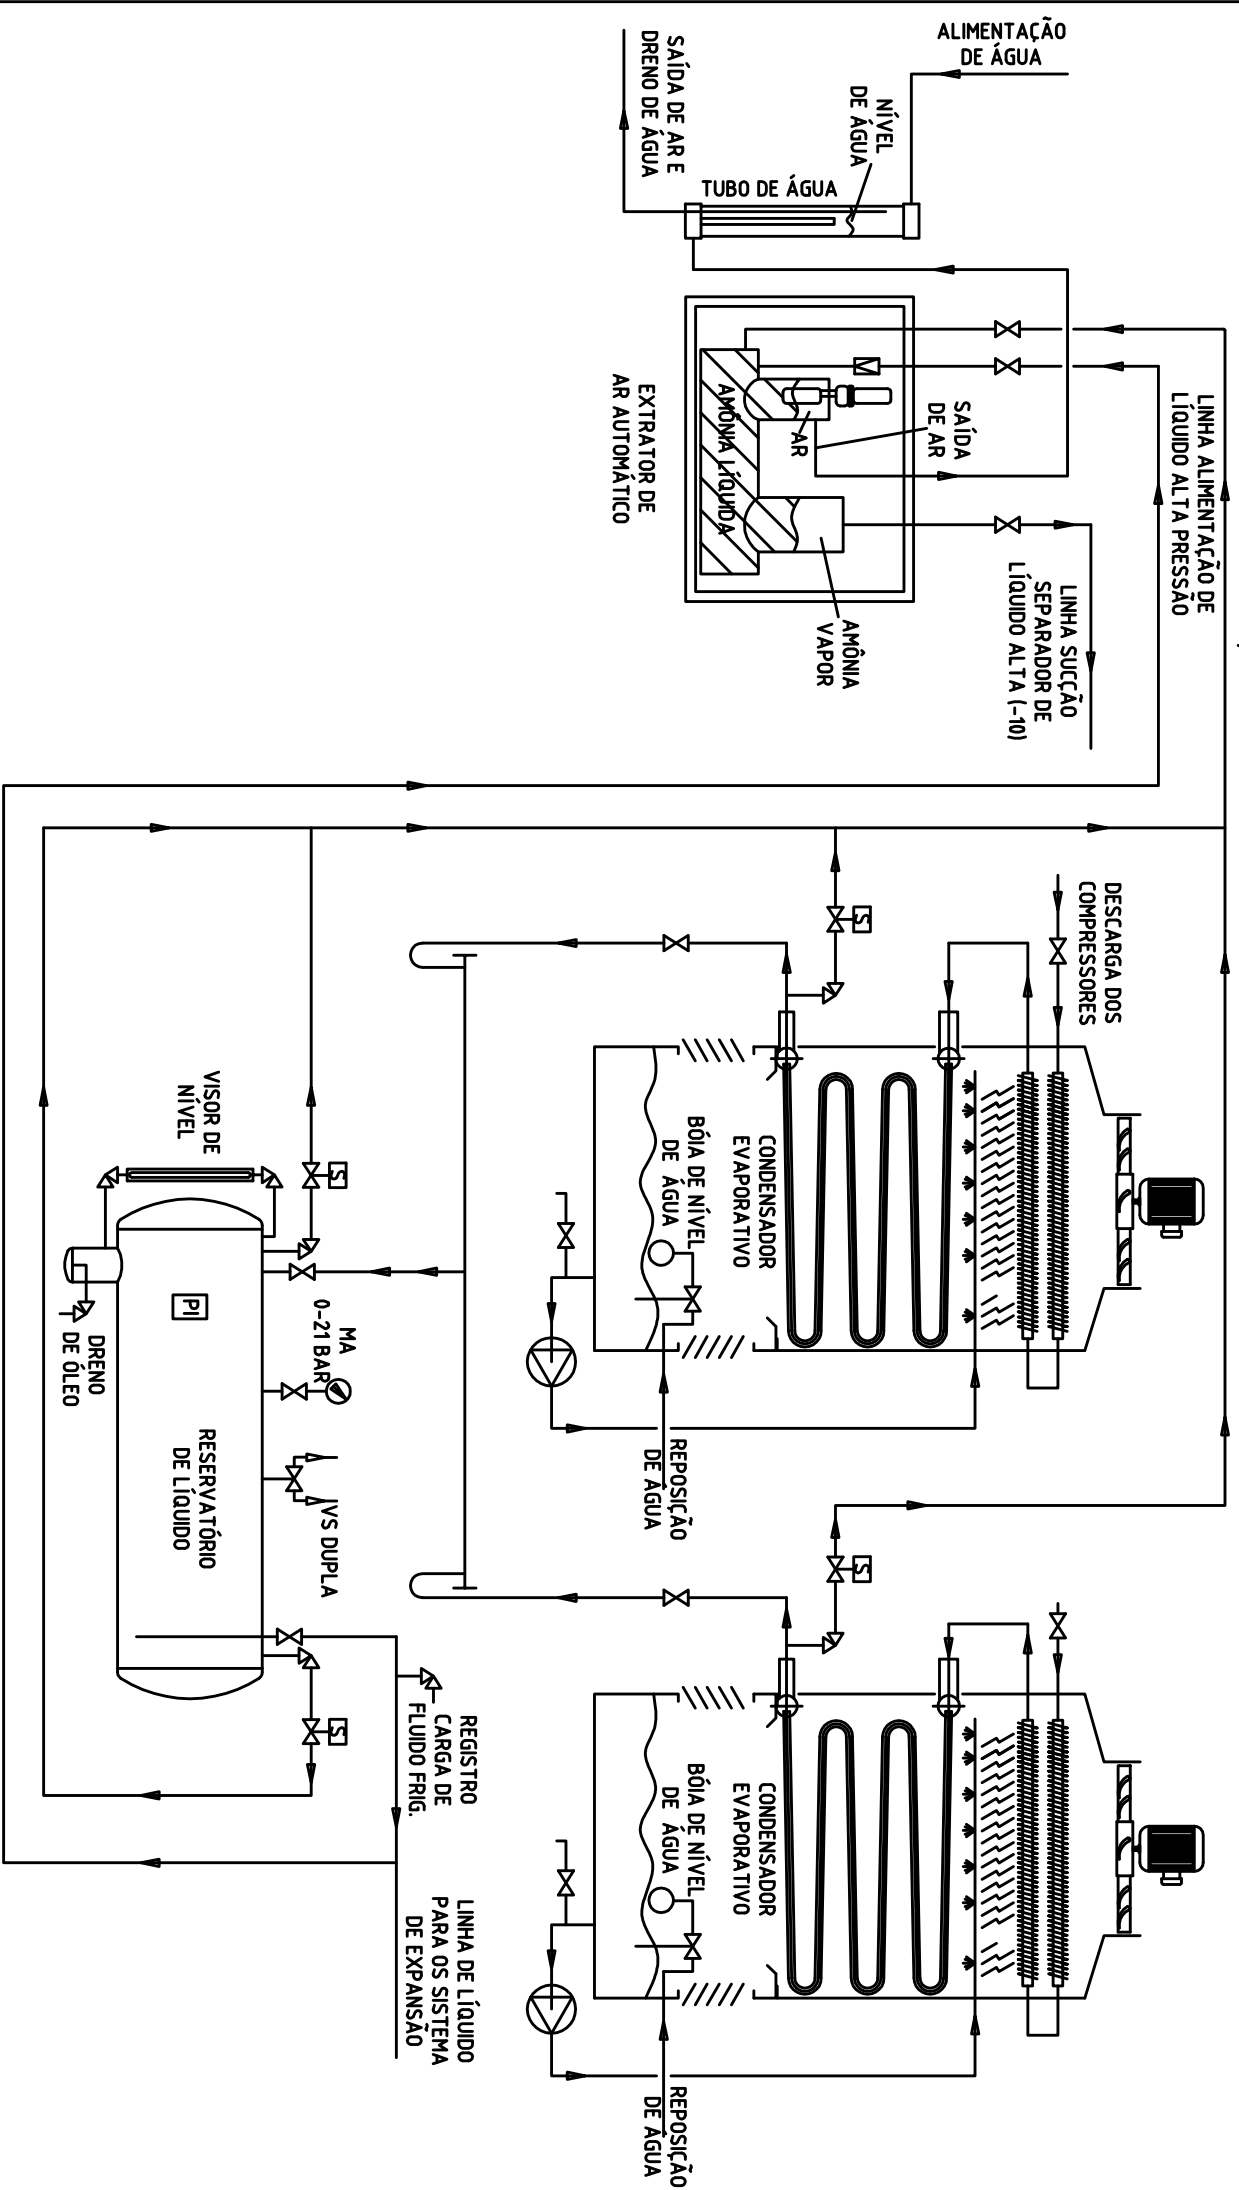 ALIMENTAÇÃO
DE ÁGUA
SAÍDA DE AR E
DRENO DE ÁGUA
NÍVEL
DE ÁGUA
TUBO DE ÁGUA
LINHA ALIMENTAÇÃO DE
LÍQUIDO ALTA PRESSÃO
SAÍDA
DE AR
AR
AMÔNIA LÍQUIDA
EXTRATOR DE
AR AUTOMÁTICO
AMÔNIA
VAPOR
LINHA SUCÇÃO
SEPARADOR DE
LÍQUIDO ALTA (-10)
DESCARGA DOS
COMPRESSORES
S
CONDENSADOR
EVAPORATIVO
BÓIA DE NÍVEL
DE ÁGUA
REPOSIÇÃO
DE AGUA
S
CONDENSADOR
EVAPORATIVO
BÓIA DE NÍVEL
DE ÁGUA
REPOSIÇÃO
DE AGUA
VISOR DE
NÍVEL
S
PI
MA
0-21 BAR
DRENO
DE ÓLEO
VS DUPLA
RESERVATÓRIO
DE LÍQUIDO
S
REGISTRO
CARGA DE
FLUIDO FRIG.
LINHA DE LÍQUIDO
PARA OS SISTEMA
DE EXPANSÃO